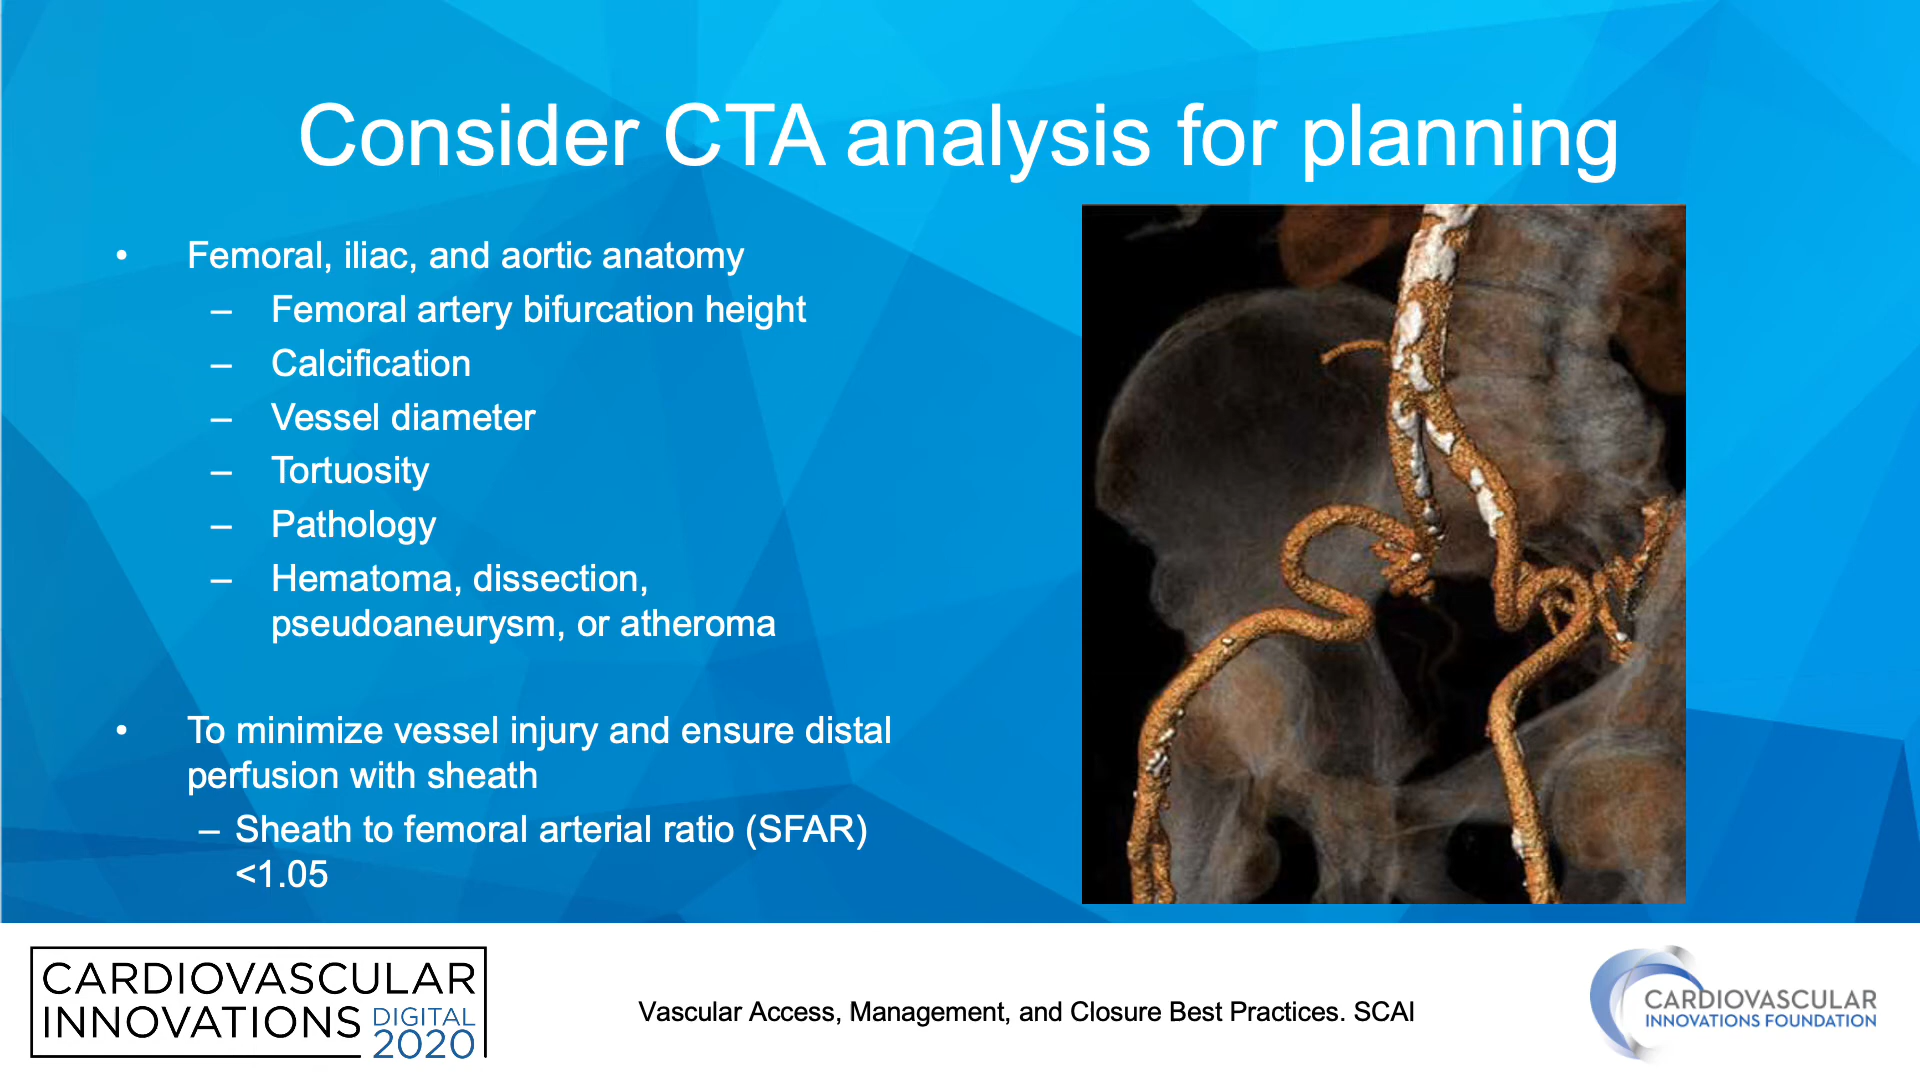 Consider CTA analysis for planning
• Femoral, iliac, and aortic anatomy
– Femoral artery bifurcation height
– Calcification
– Vessel diameter
– Tortuosity
– Pathology
– Hematoma, dissection,
pseudoaneurysm, or atheroma
• To minimize vessel injury and ensure distal
perfusion with sheath
– Sheath to femoral arterial ratio (SFAR)
<1.05
CARDIOVASCULAR
INNOVATIONS DIGITAL
2020
Vascular Access, Management, and Closure Best Practices. SCAI
CARDIOVASCULAR
INNOVATIONS FOUNDATION